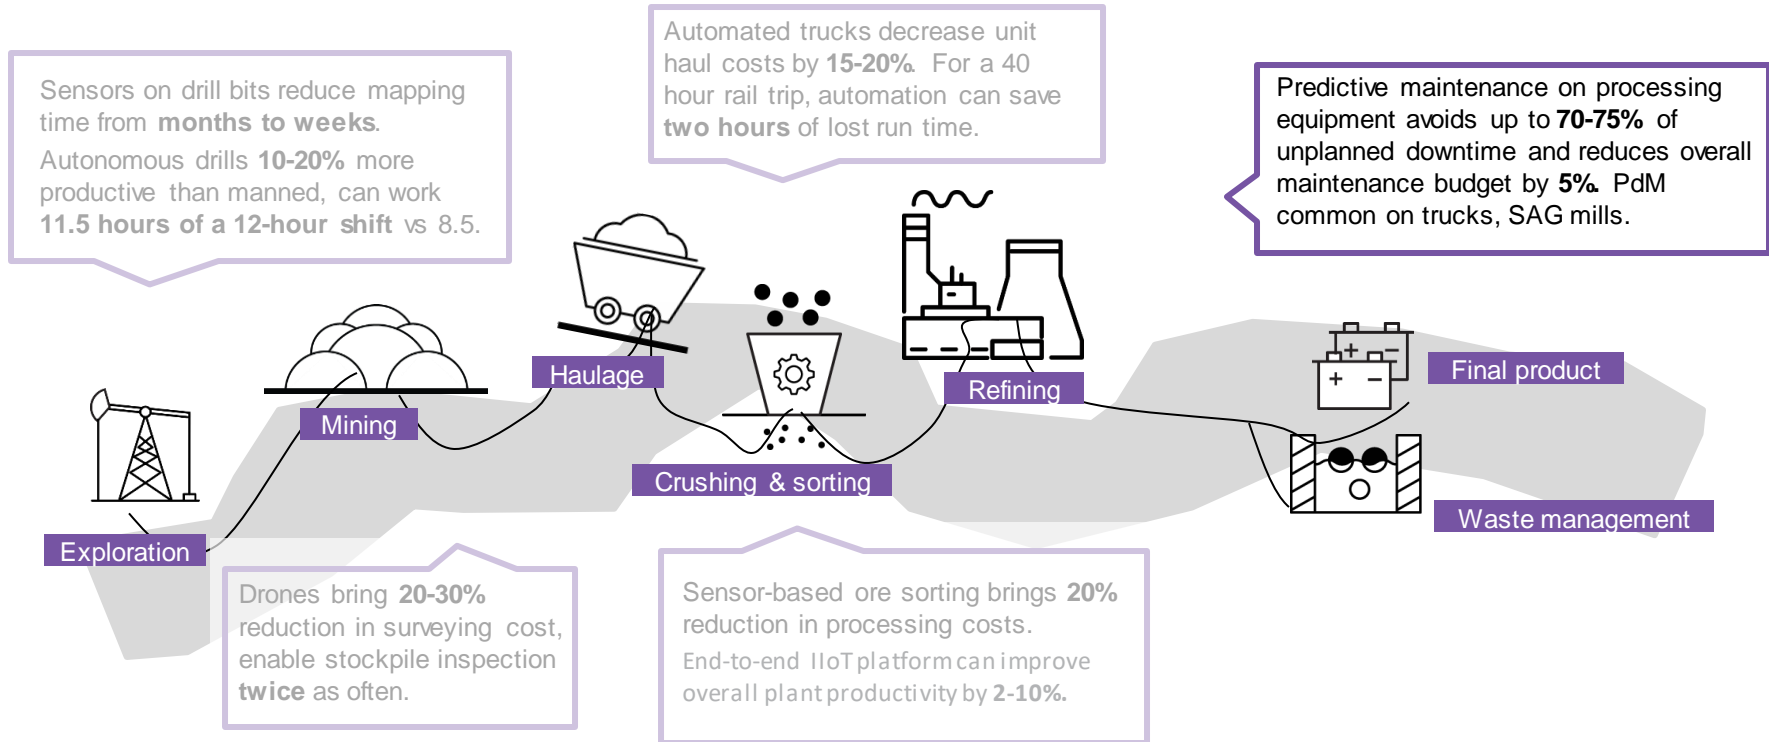 Sensors on drill bits reduce mapping
time from months to weeks.
Autonomous drills 10-20% more
productive than manned, can work
11.5 hours of a 12-hour shift vs 8.5.
Automated trucks decrease unit
haul costs by 15-20%. For a 40
hour rail trip, automation can save
two hours of lost run time.
Predictive maintenance on processing
equipment avoids up to 70-75% of
unplanned downtime and reduces overall
maintenance budget by 5%. PdM
common on trucks, SAG mills.
Haulage
Final product
Refining
Mining
Crushing & sorting
Waste management
Exploration
Drones bring 20-30%
reduction in surveying cost,
enable stockpile inspection
twice as often.
Sensor-based ore sorting brings 20%
reduction in processing costs.
End-to-end IIoT platform can improve
overall plant productivity by 2-10%.